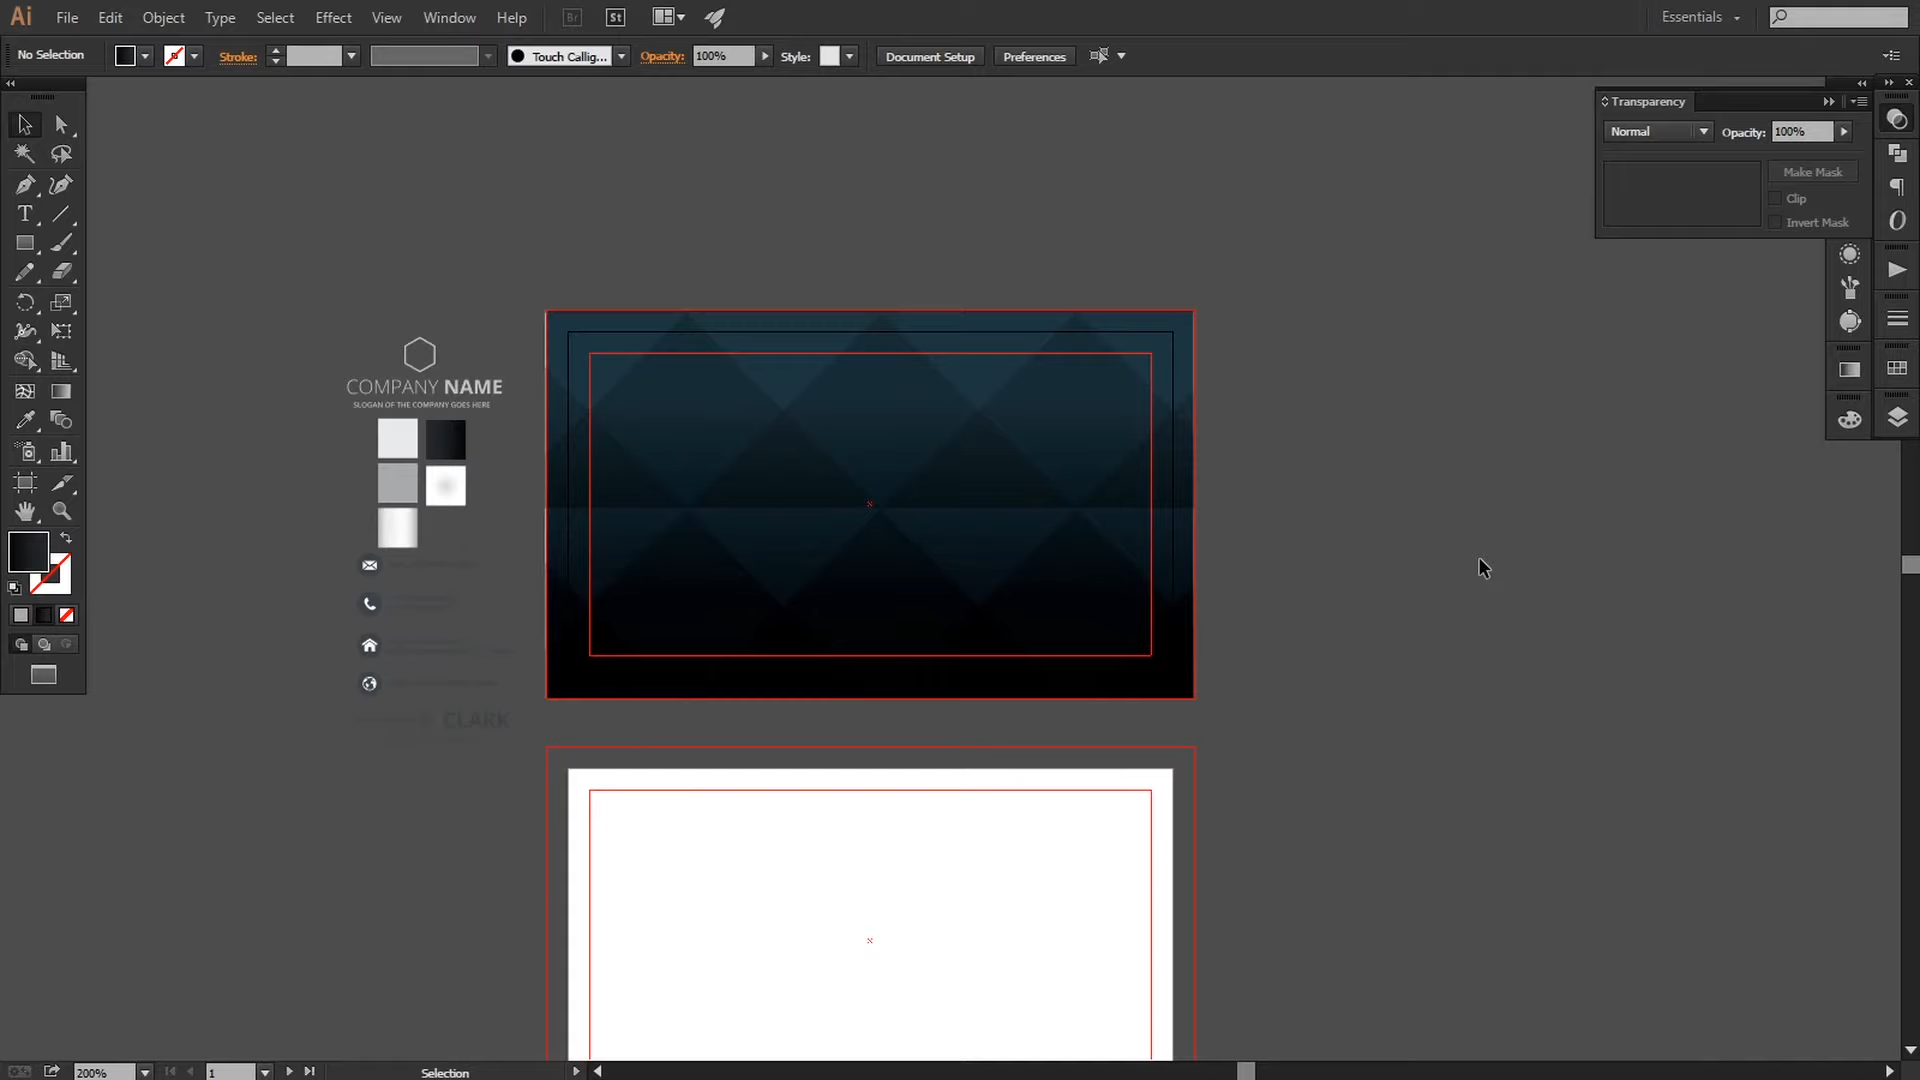 Ai File Edit Object Type Select Effect View Window Help Br St Essentials
No Selection Stroke: Touch Callig... Opacity: 100% Style: Document Setup Preferences
Transparency
Normal Opacity: 100%
Make Mask
Clip
Invert Mask
COMPANY NAME
SLOGAN OF THE COMPANY GOES HERE
CLARK
200% 1 Selection